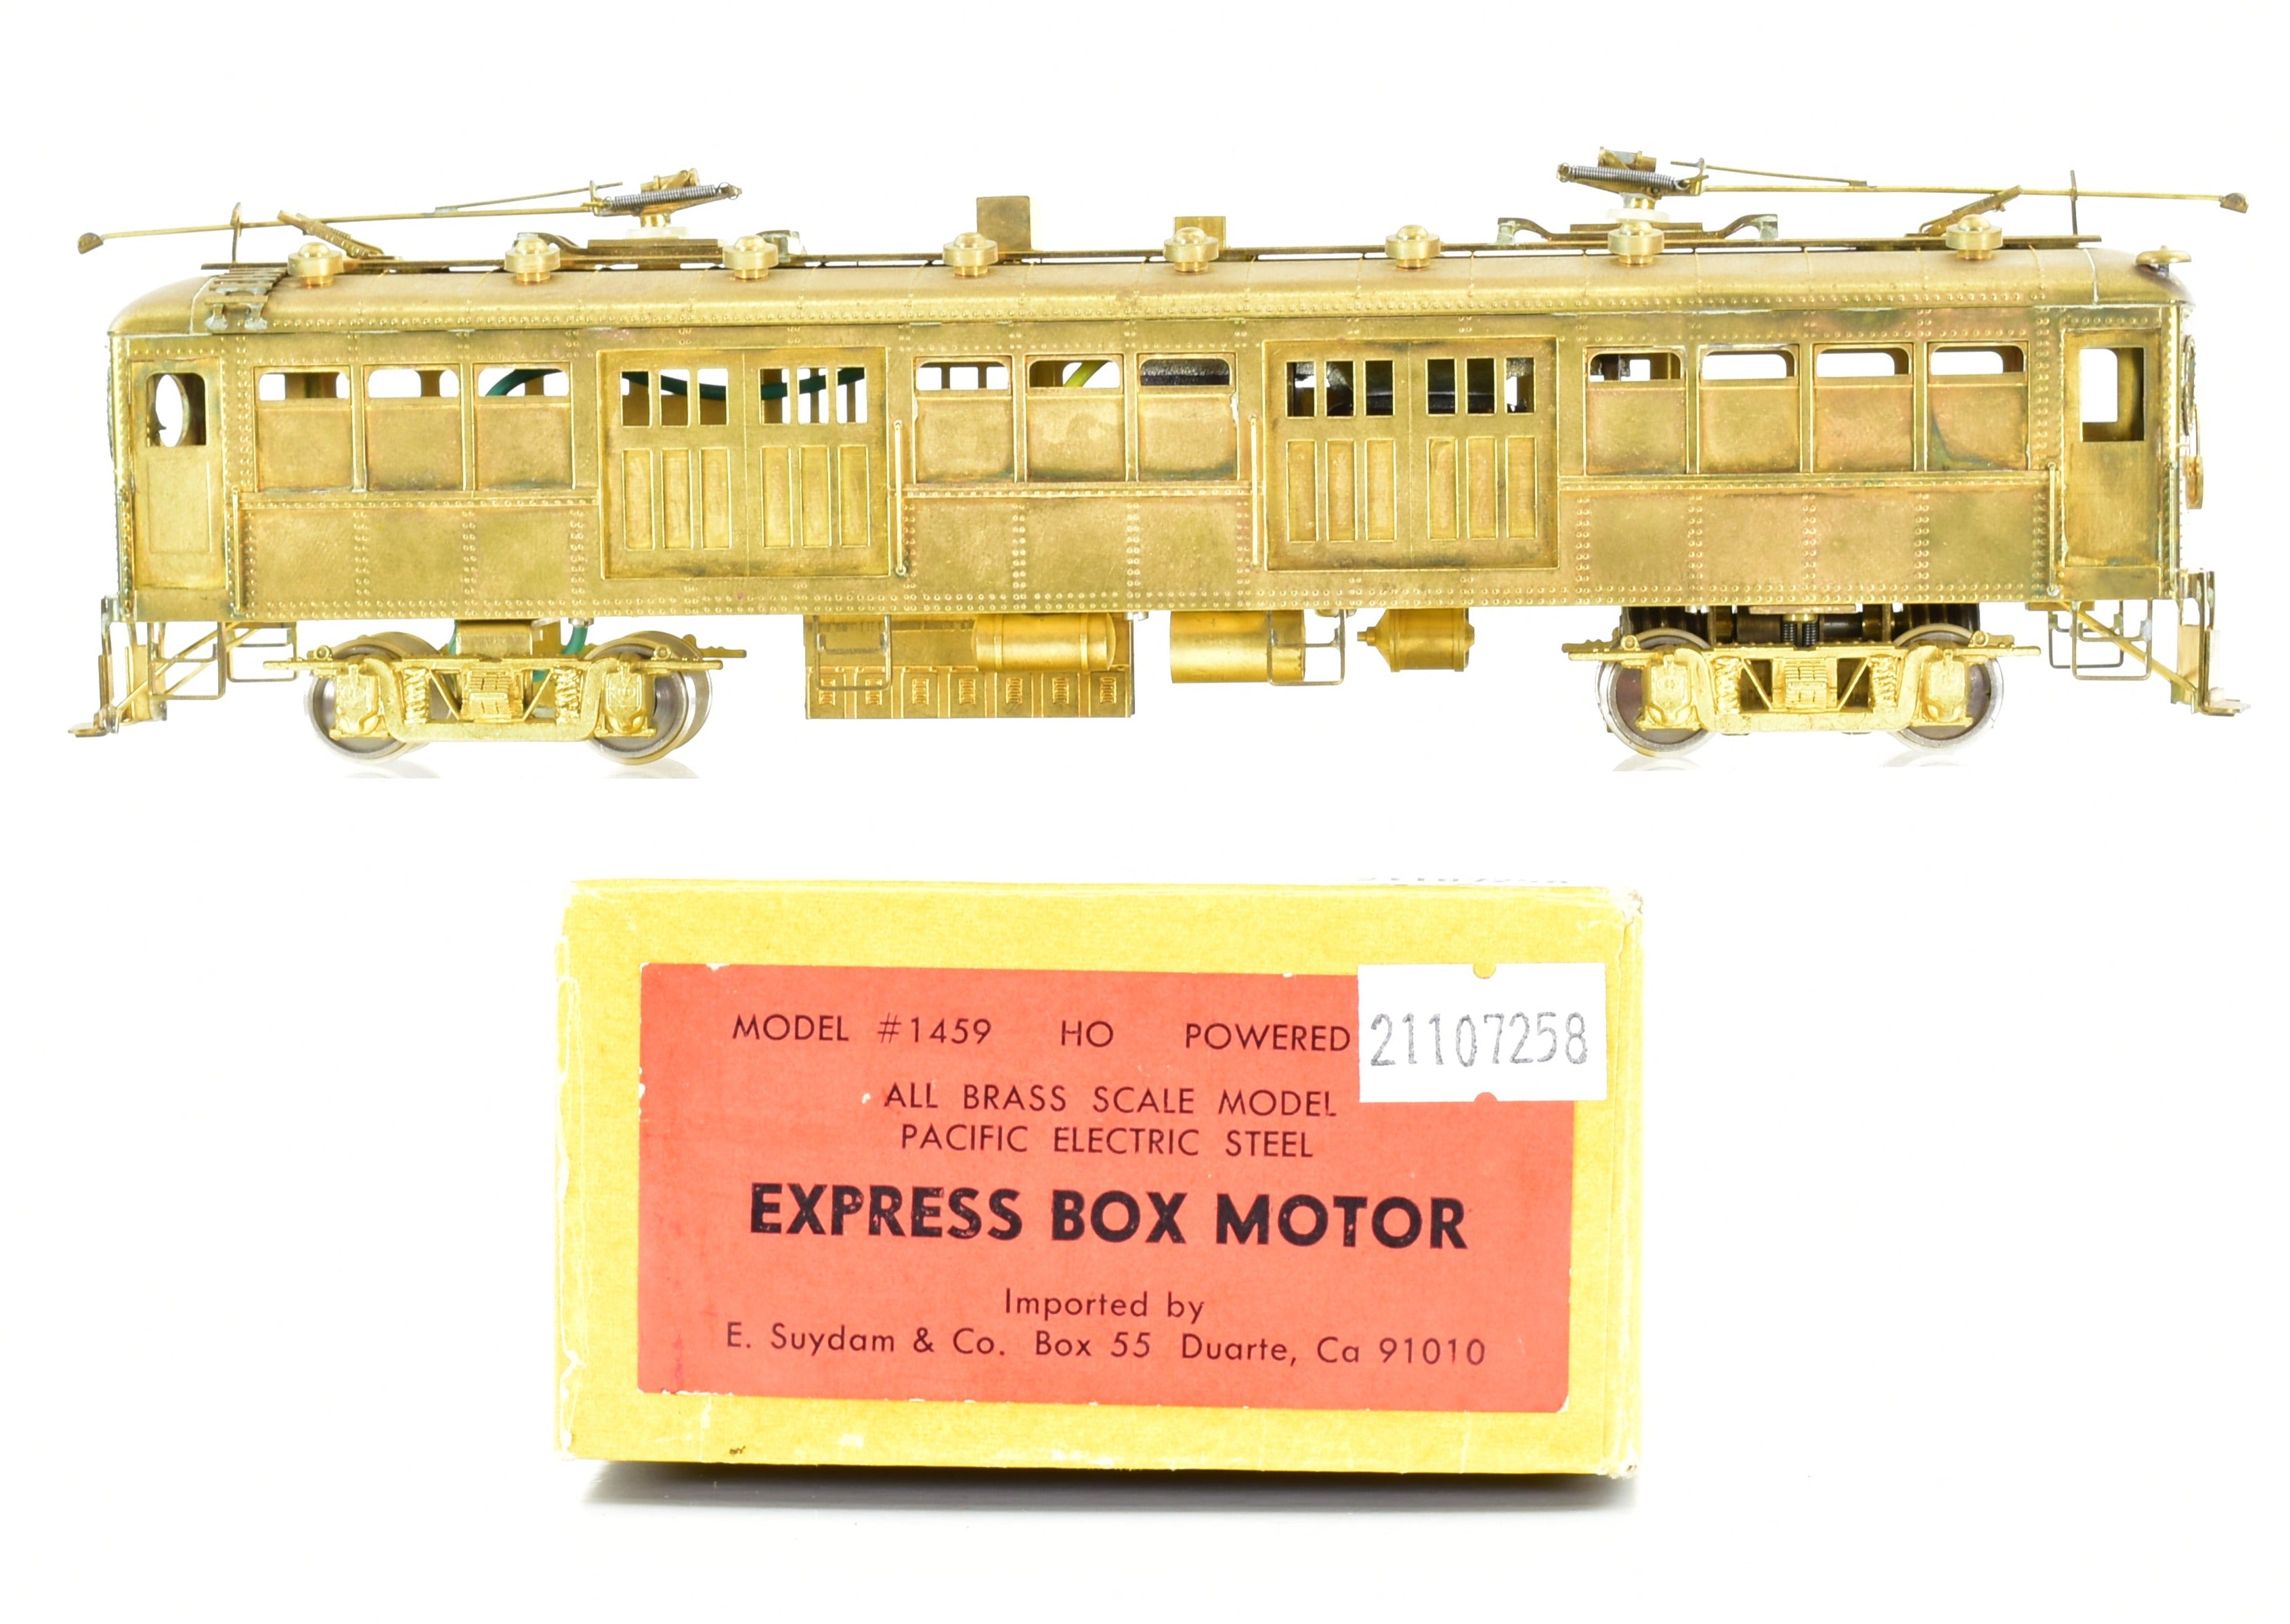 MODEL #1459 HO POWERED
21107258
ALL BRASS SCALE MODEL
PACIFIC ELECTRIC STEEL
EXPRESS BOX MOTOR
Imported by
E. Suydam & Co. Box 55 Duarte, Ca 91010